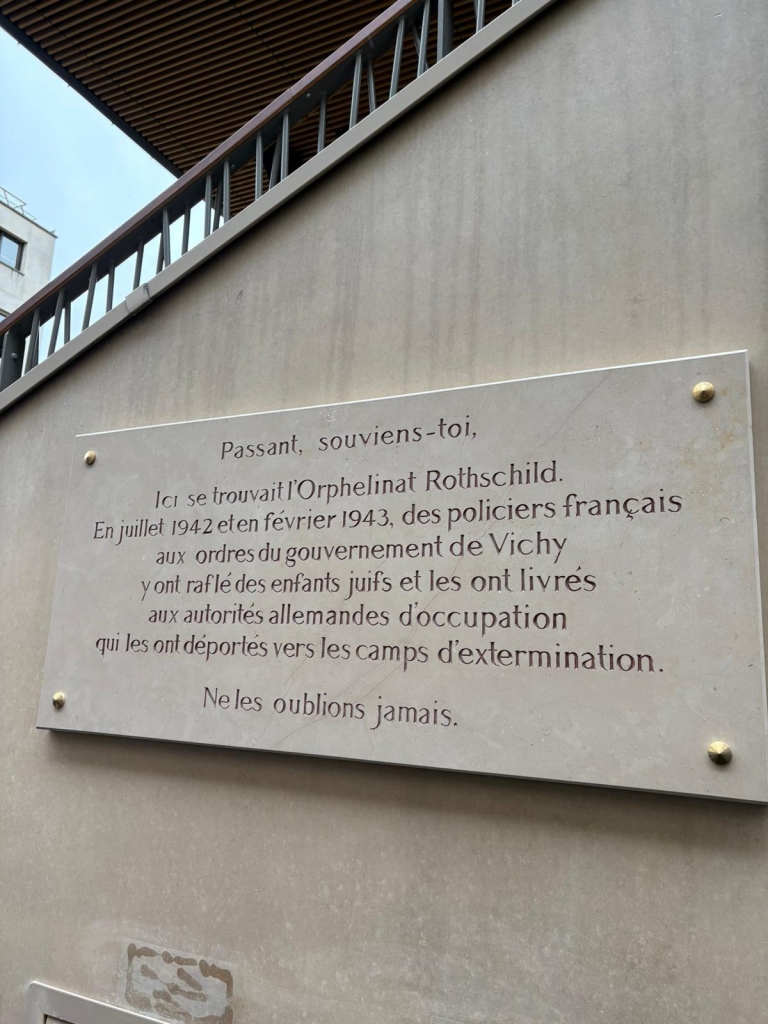 Passant, souviens-toi,
Ici se trouvait l'Orphelinat Rothschild.
En juillet 1942 et en février 1943, des policiers français
aux ordres du gouvernement de Vichy
y ont raflé des enfants juifs et les ont livrés
aux autorités allemandes d'occupation
qui les ont déportés vers les camps d'extermination.
Ne les oublions jamais.